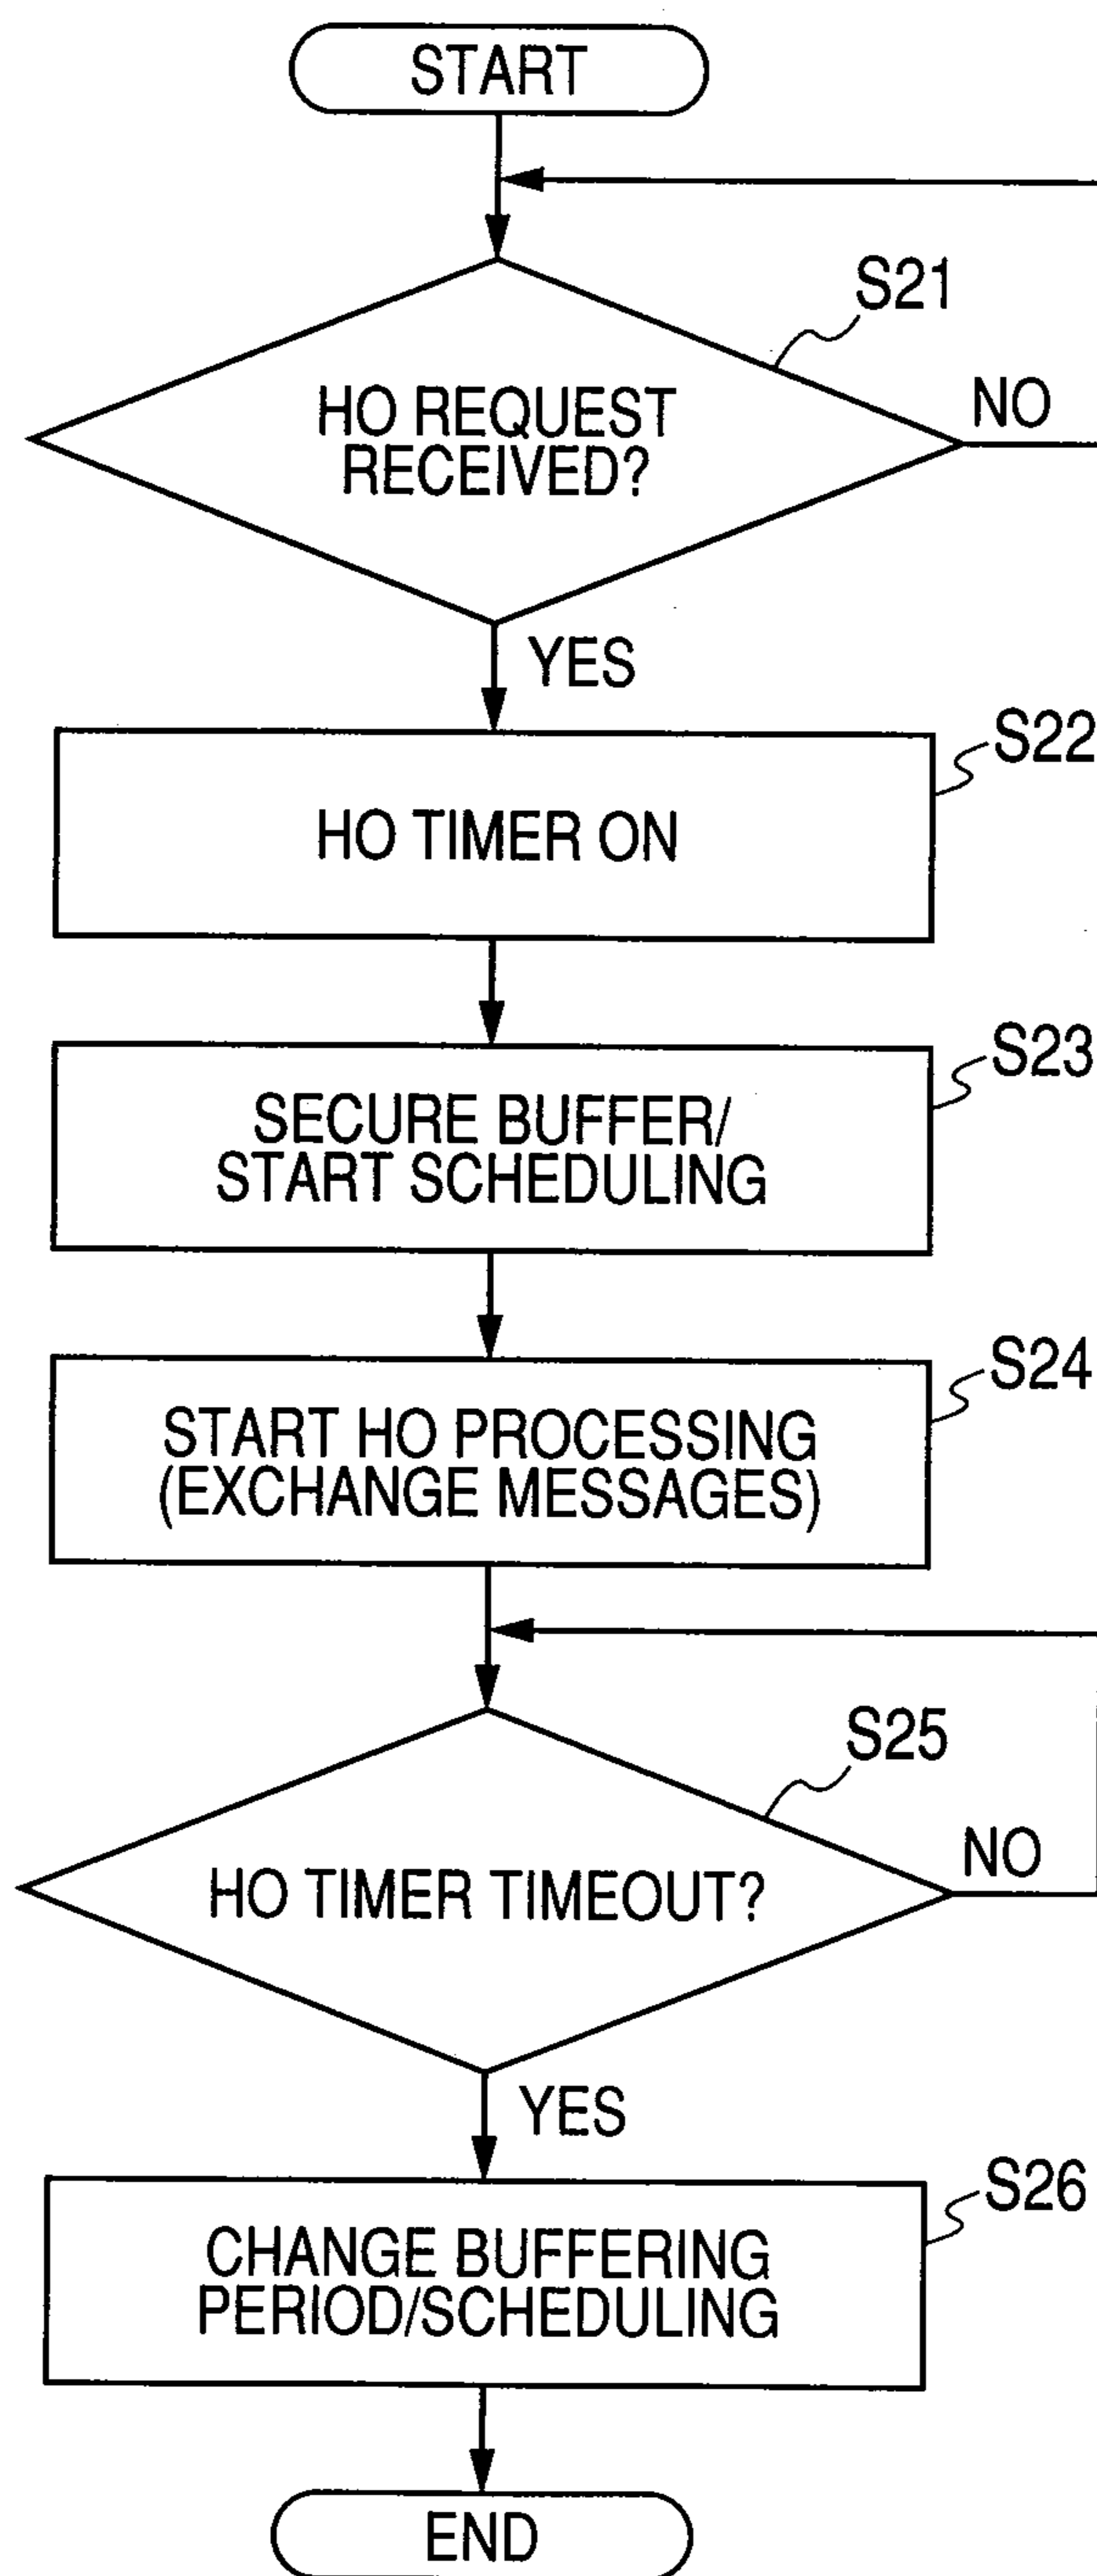 START
S21
HO REQUEST
RECEIVED?
NO
YES
S22
HO TIMER ON
S23
SECURE BUFFER/
START SCHEDULING
S24
START HO PROCESSING
(EXCHANGE MESSAGES)
S25
HO TIMER TIMEOUT?
NO
YES
S26
CHANGE BUFFERING
PERIOD/SCHEDULING
END